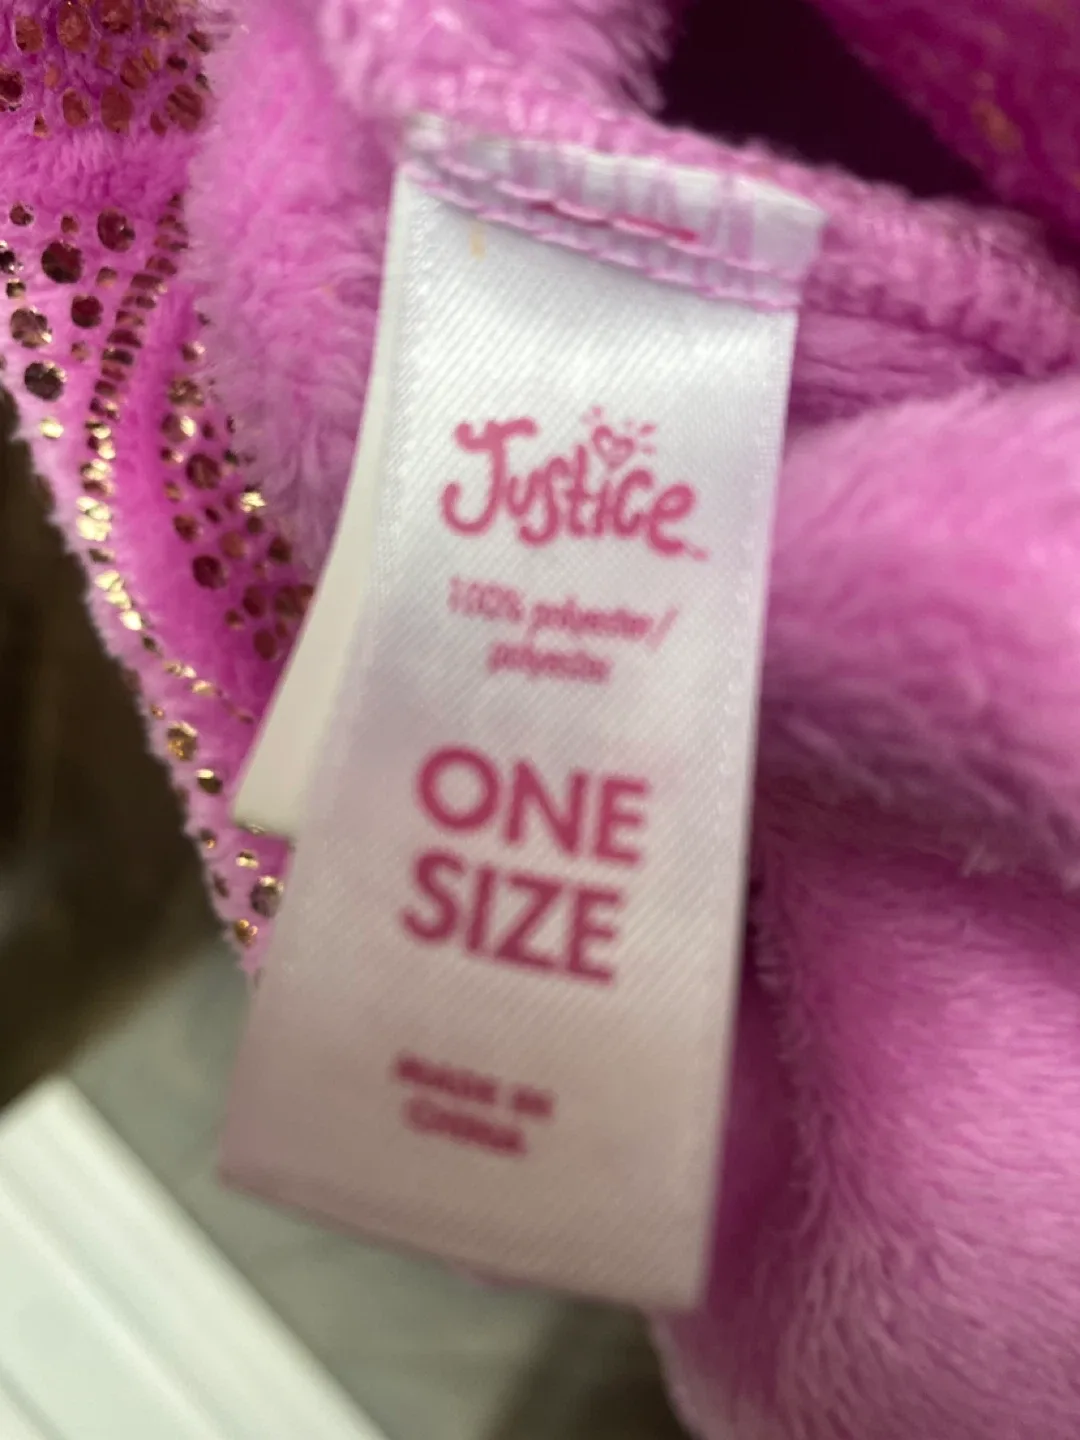 Justice
100% polyester/
polyester
ONE
SIZE
MADE IN
CHINA